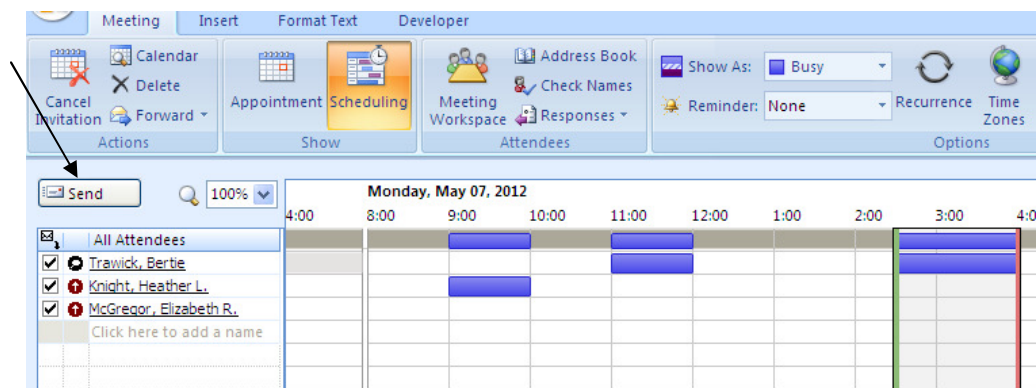 Meeting Insert Format Text Developer
Calendar
Delete
Forward
Cancel
Invitation
Actions
Appointment Scheduling
Show
Meeting
Workspace
Address Book
Check Names
Responses
Attendees
Show As: Busy
Reminder: None
Recurrence
Time
Zones
Options
Send 100%
Monday, May 07, 2012
4:00 8:00 9:00 10:00 11:00 12:00 1:00 2:00 3:00 4:0
All Attendees
Trawick, Bertie
Knight, Heather L.
McGregor, Elizabeth R.
Click here to add a name